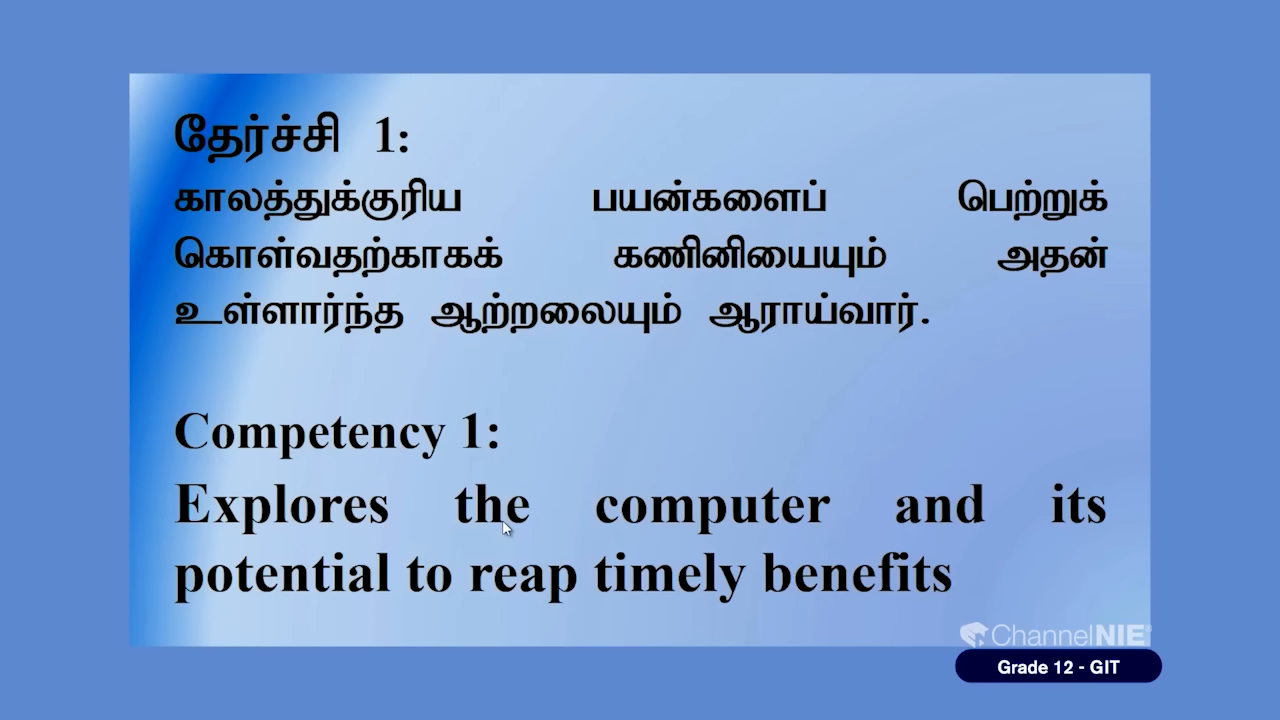 தேர்ச்சி 1:
காலத்துக்குரிய பயன்களைப் பெற்றுக்
கொள்வதற்காகக் கணினியையும் அதன்
உள்ளார்ந்த ஆற்றலையும் ஆராய்வார்.
Competency 1:
Explores the computer and its
potential to reap timely benefits
ChannelNIE®
Grade 12 - GIT